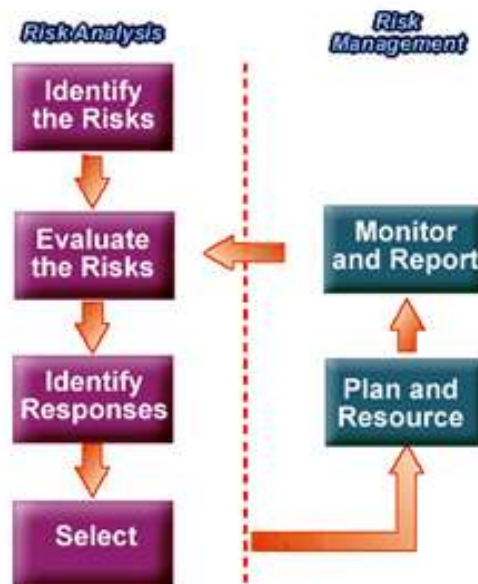 Risk Analysis
Risk
Management
Identify
the Risks
Evaluate
the Risks
Monitor
and Report
Identify
Responses
Plan and
Resource
Select